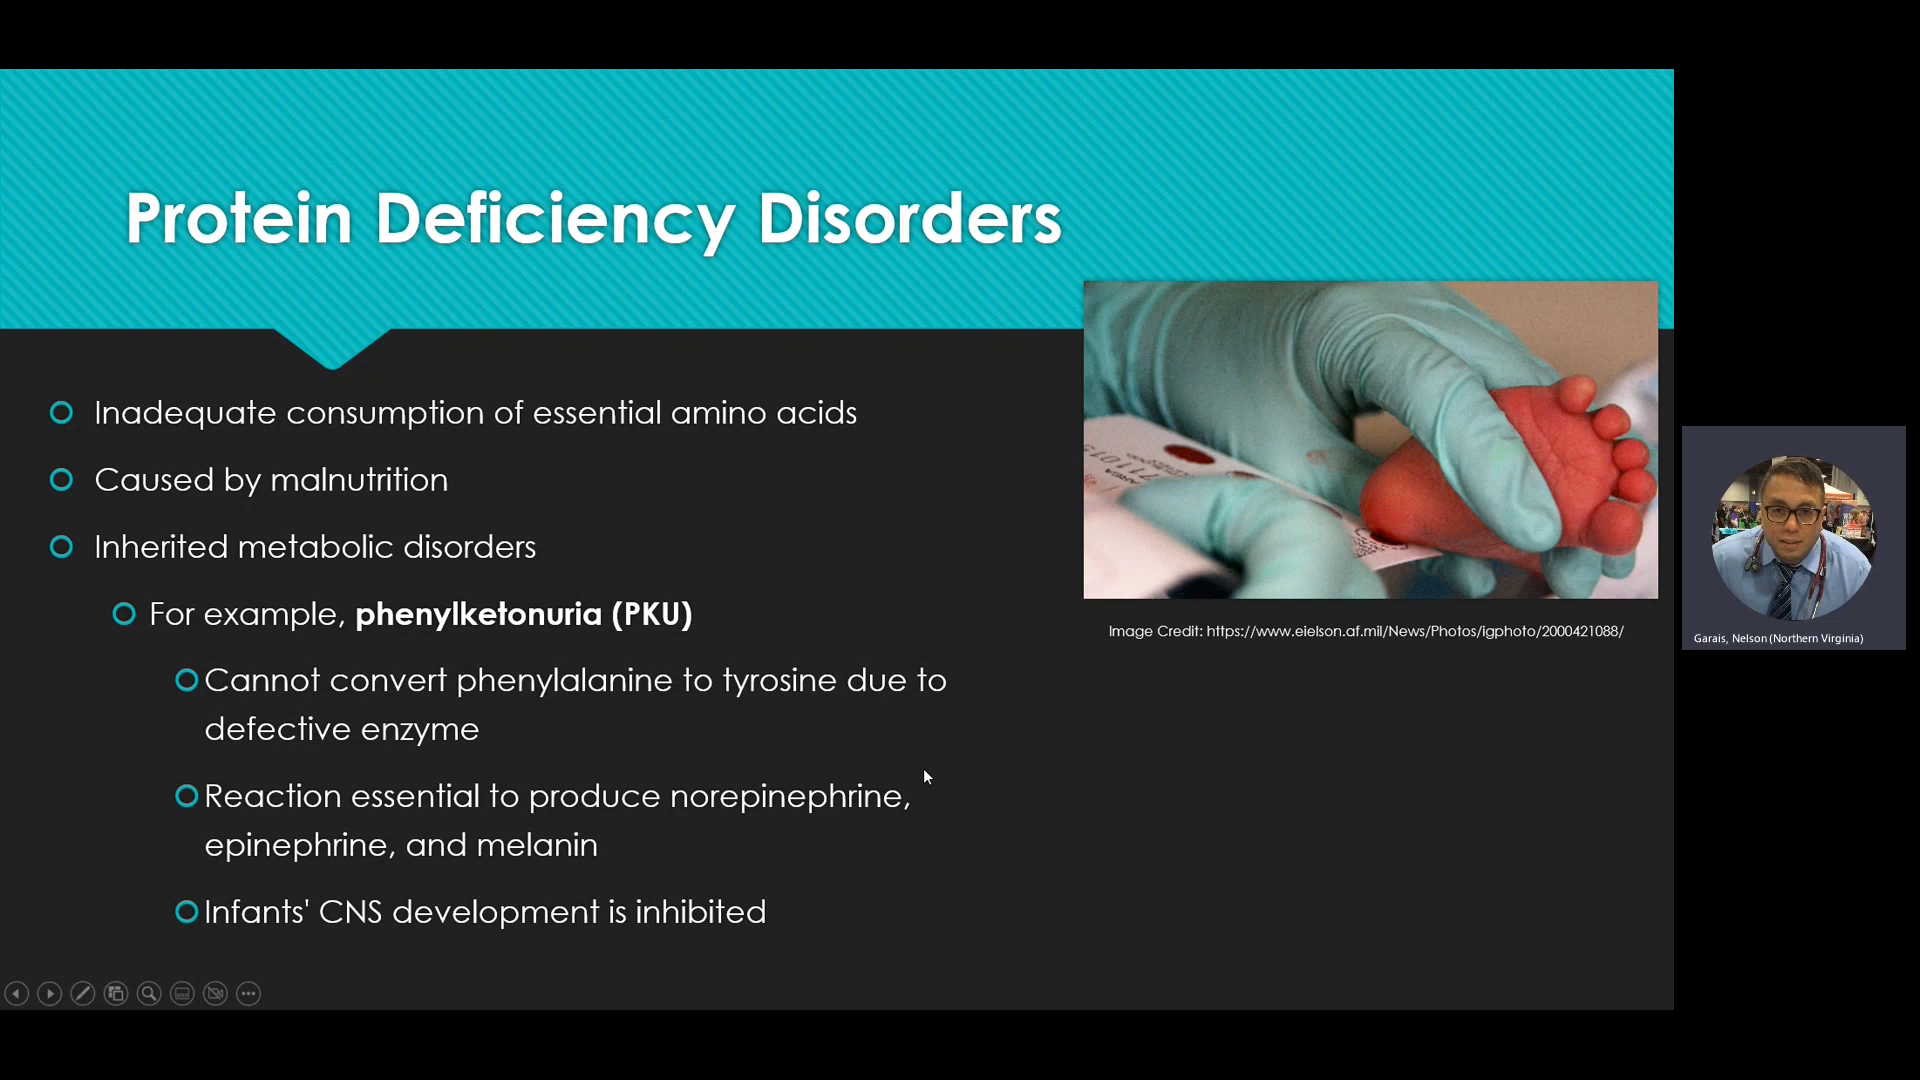 Protein Deficiency Disorders
Inadequate consumption of essential amino acids
Caused by malnutrition
Inherited metabolic disorders
For example, phenylketonuria (PKU)
Cannot convert phenylalanine to tyrosine due to
defective enzyme
Reaction essential to produce norepinephrine,
epinephrine, and melanin
Infants' CNS development is inhibited
Image Credit: https://www.eielson.af.mil/News/Photos/igphoto/2000421088/
Garais, Nelson (Northern Virginia)